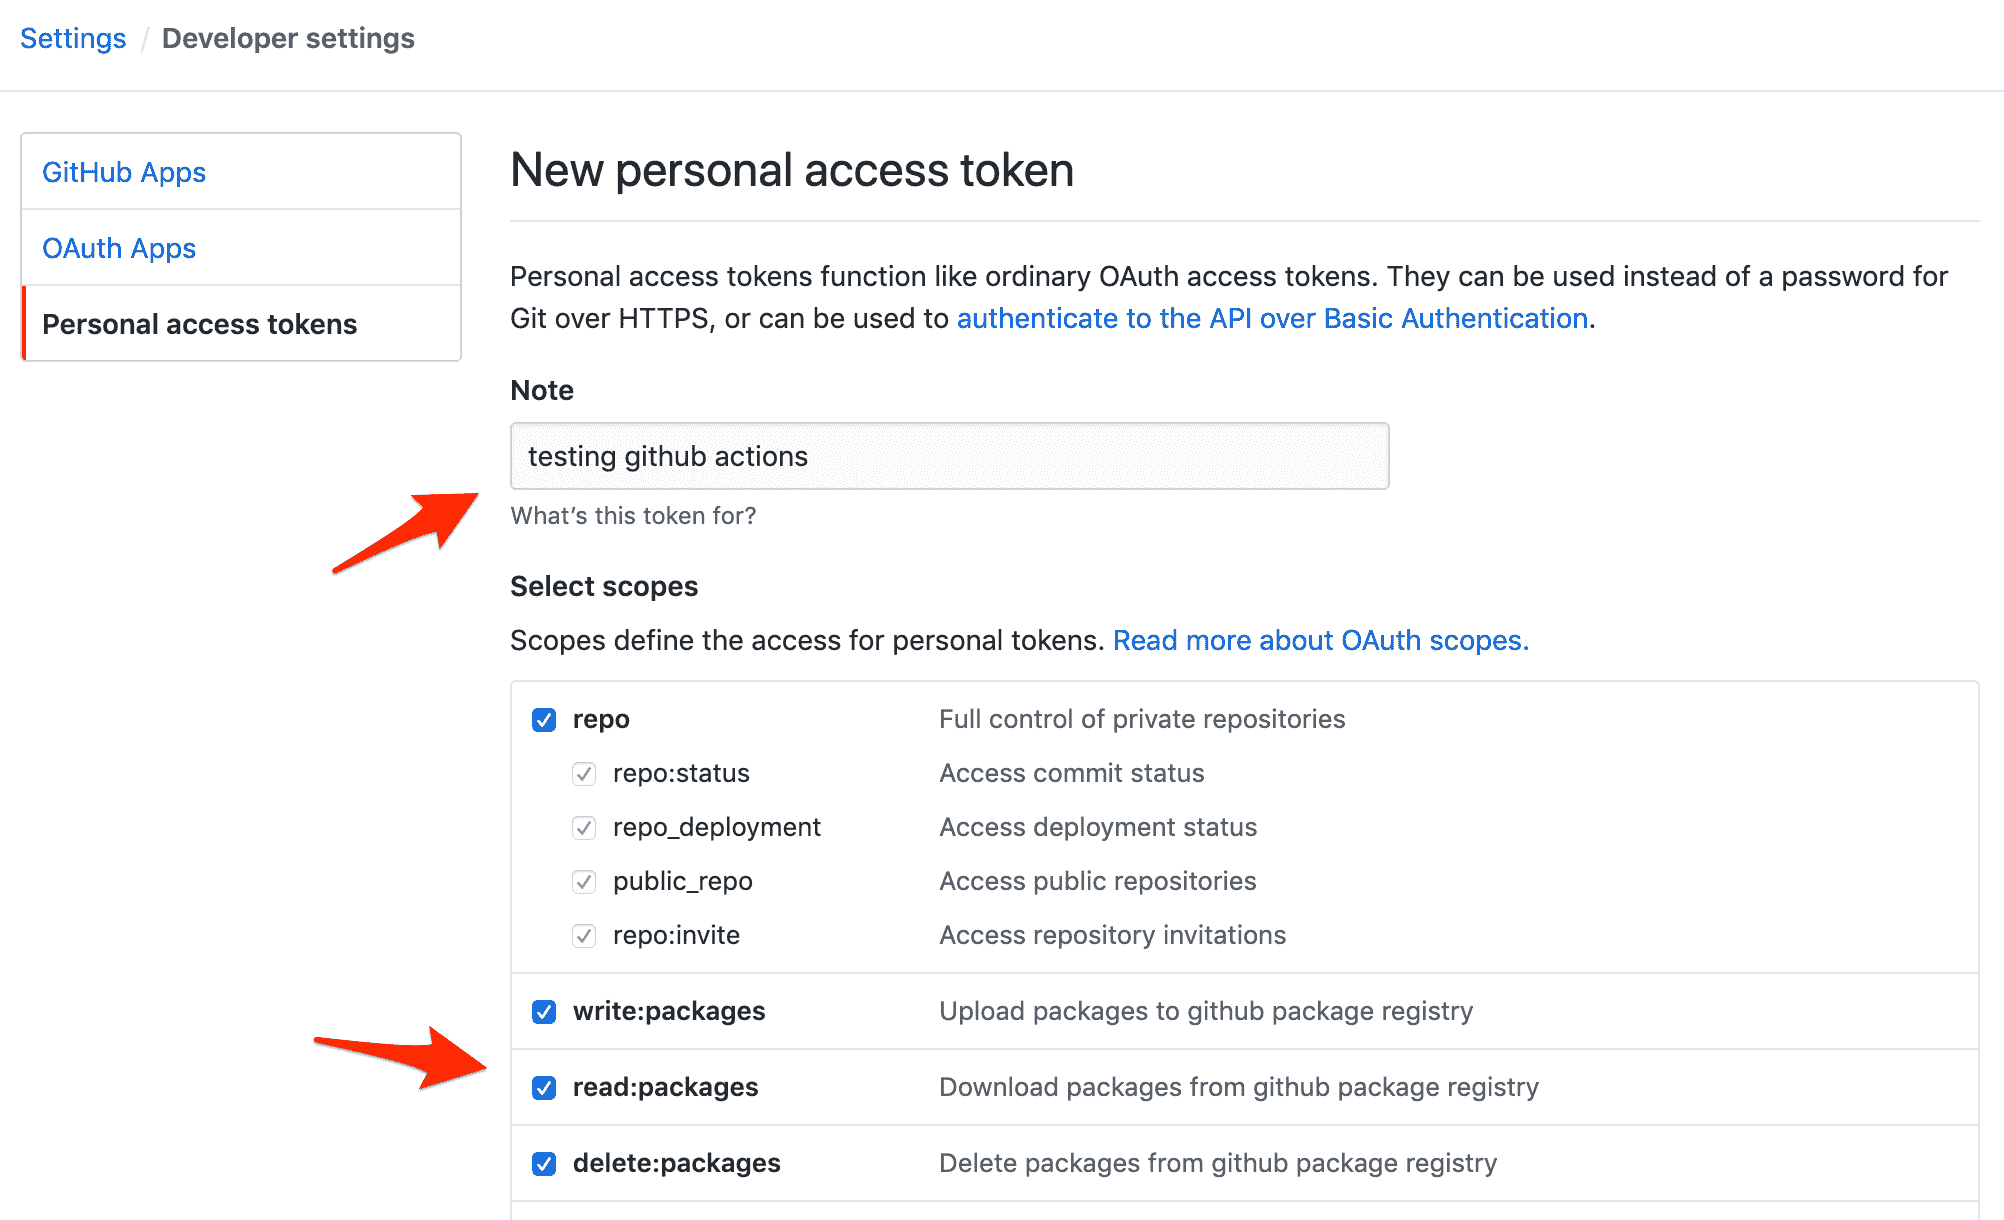 Settings / Developer settings
GitHub Apps
OAuth Apps
Personal access tokens
New personal access token
Personal access tokens function like ordinary OAuth access tokens. They can be used instead of a password for
Git over HTTPS, or can be used to authenticate to the API over Basic Authentication.
Note
testing github actions
What's this token for?
Select scopes
Scopes define the access for personal tokens. Read more about OAuth scopes.
repo Full control of private repositories
repo:status Access commit status
repo_deployment Access deployment status
public_repo Access public repositories
repo:invite Access repository invitations
write:packages Upload packages to github package registry
read:packages Download packages from github package registry
delete:packages Delete packages from github package registry